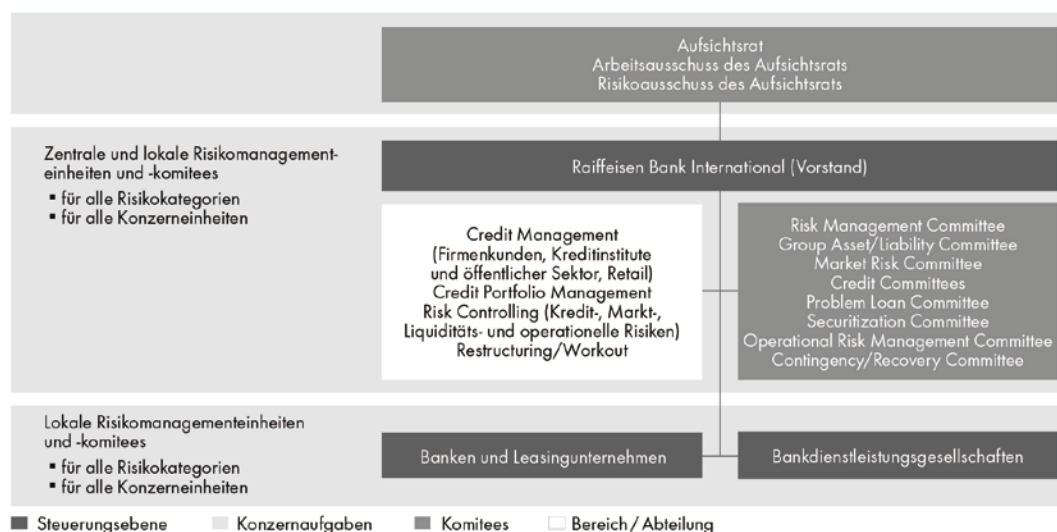 Aufsichtsrat
Arbeitsausschuss des Aufsichtsrats
Risikoausschuss des Aufsichtsrats
Zentrale und lokale Risikomanagement-
einheiten und -komitees
▪ für alle Risikokategorien
▪ für alle Konzerneinheiten
Raiffeisen Bank International (Vorstand)
Credit Management
(Firmenkunden, Kreditinstitute
und öffentlicher Sektor, Retail)
Credit Portfolio Management
Risk Controlling (Kredit-, Markt-,
Liquiditäts- und operationelle Risiken)
Restructuring/Workout
Risk Management Committee
Group Asset/Liability Committee
Market Risk Committee
Credit Committees
Problem Loan Committee
Securitization Committee
Operational Risk Management Committee
Contingency/Recovery Committee
Lokale Risikomanagementeinheiten
und -komitees
▪ für alle Risikokategorien
▪ für alle Konzerneinheiten
Banken und Leasingunternehmen
Bankdienstleistungsgesellschaften
Steuerungsebene
Konzernaufgaben
Komitees
Bereich / Abteilung